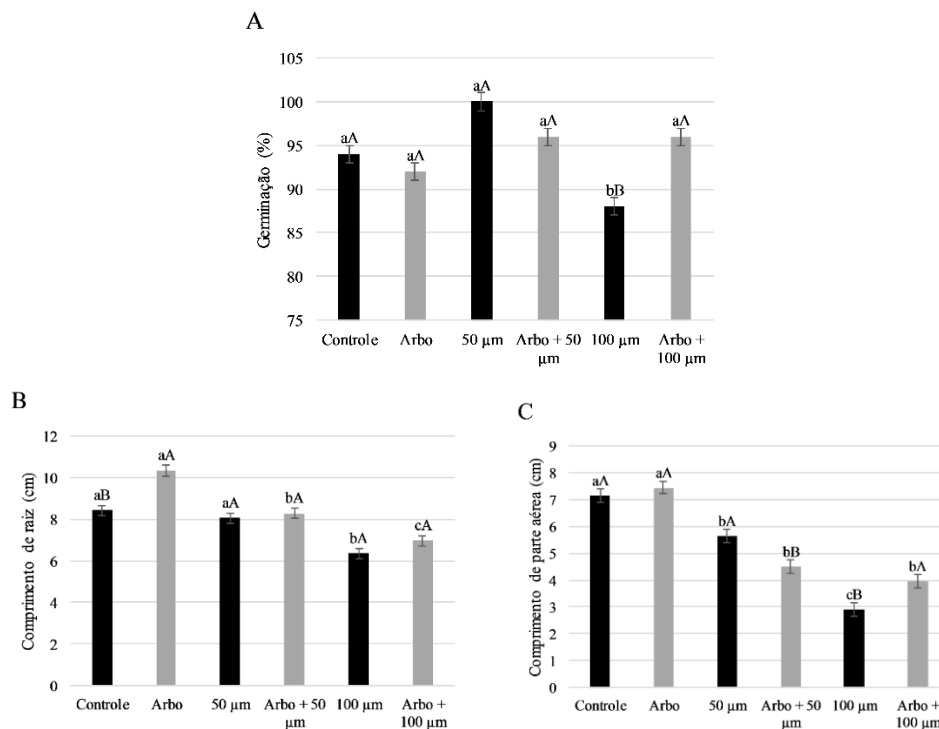 A
Germinação (%)
105
100
95
90
85
80
75
aA
aA
aA
aA
bB
aA
Controle
Arbo
50 µm
Arbo + 50
µm
100 µm
Arbo +
100 µm
B
Comprimento de raiz (cm)
12
10
8
6
4
2
0
aB
aA
aA
bA
bA
cA
Controle
Arbo
50 µm
Arbo + 50
µm
100 µm
Arbo +
100 µm
C
Comprimento de parte aérea (cm)
9
8
7
6
5
4
3
2
1
0
aA
aA
bA
bB
cB
bA
Controle
Arbo
50 µm
Arbo + 50
µm
100 µm
Arbo +
100 µm